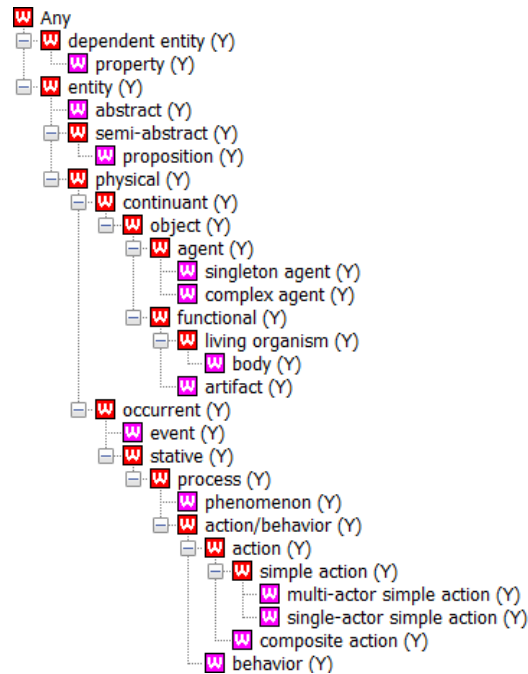 Any
dependent entity (Y)
property (Y)
entity (Y)
abstract (Y)
semi-abstract (Y)
proposition (Y)
physical (Y)
continuant (Y)
object (Y)
agent (Y)
singleton agent (Y)
complex agent (Y)
functional (Y)
living organism (Y)
body (Y)
artifact (Y)
occurrent (Y)
event (Y)
stative (Y)
process (Y)
phenomenon (Y)
action/behavior (Y)
action (Y)
simple action (Y)
multi-actor simple action (Y)
single-actor simple action (Y)
composite action (Y)
behavior (Y)